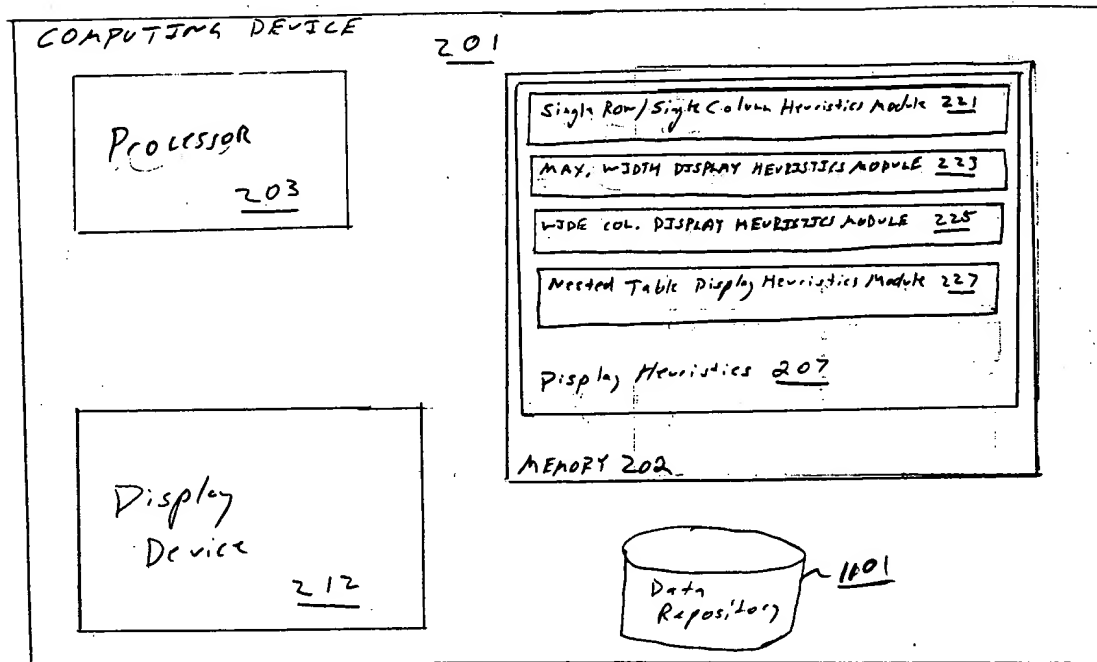 COMPUTING DEVICE
201
Processor
203
Single Row/Single Column Heuristics Module 221
MAX. WIDTH DISPLAY HEURISTICS MODULE 223
WIDE COL. DISPLAY HEURISTICS MODULE 225
Nested Table Display Heuristics Module 227
Display Heuristics 207
MEMORY 202
Display
Device
212
Data
Repository
1101